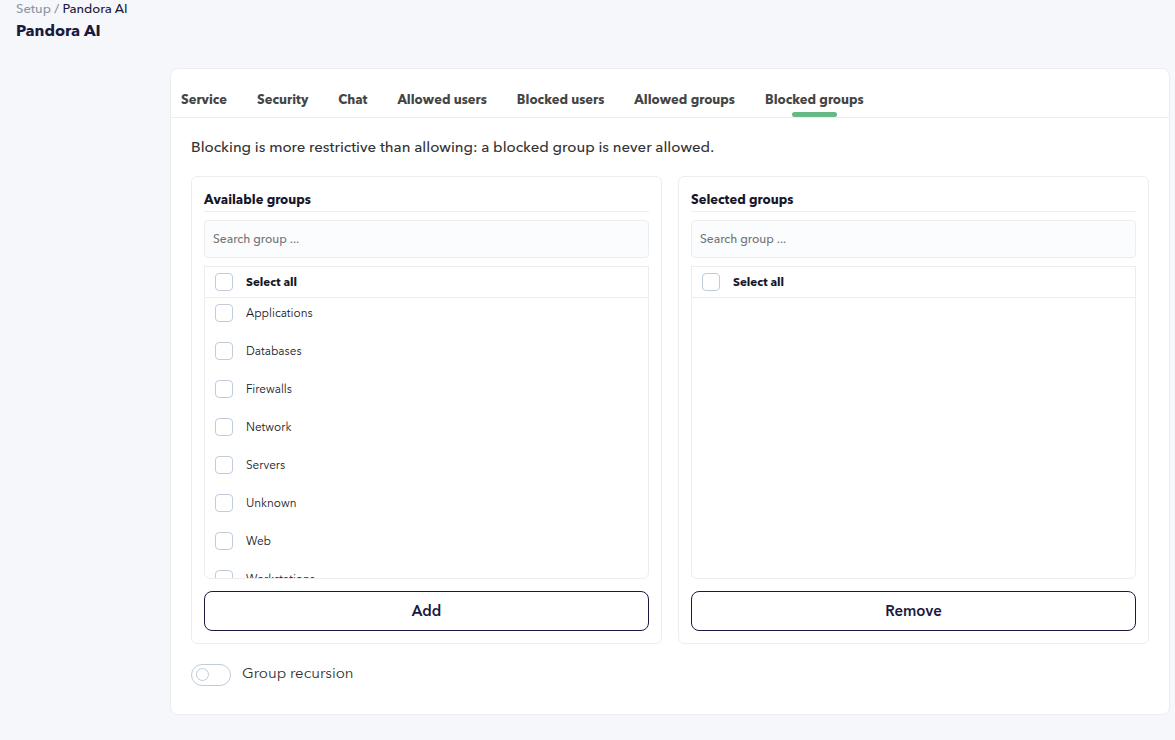 Setup / Pandora AI
Pandora AI
Service Security Chat Allowed users Blocked users Allowed groups Blocked groups
Blocking is more restrictive than allowing: a blocked group is never allowed.
Available groups
Search group ...
Select all
Applications
Databases
Firewalls
Network
Servers
Unknown
Web
Workstations
Add
Selected groups
Search group ...
Select all
Remove
Group recursion